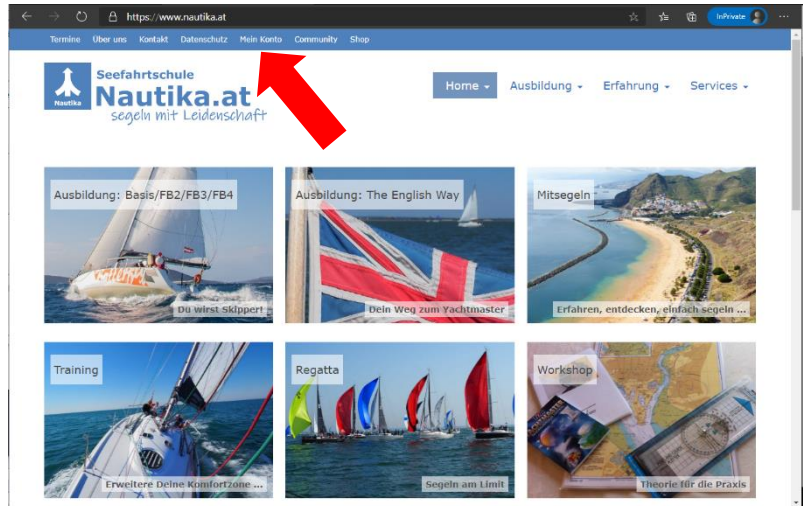 https://www.nautika.at
InPrivate
Termine Über uns Kontakt Datenschutz Mein Konto Community Shop
Nautika
Seefahrtschule
Nautika.at
segeln mit Leidenschaft
Home Ausbildung Erfahrung Services
Ausbildung: Basis/FB2/FB3/FB4
Du wirst Skipper!
Ausbildung: The English Way
Dein Weg zum Yachtmaster
Mitsegeln
Erfahren, entdecken, einfach segeln ...
Training
Erweitere Deine Komfortzone ...
Regatta
Segeln am Limit
Workshop
Theorie für die Praxis